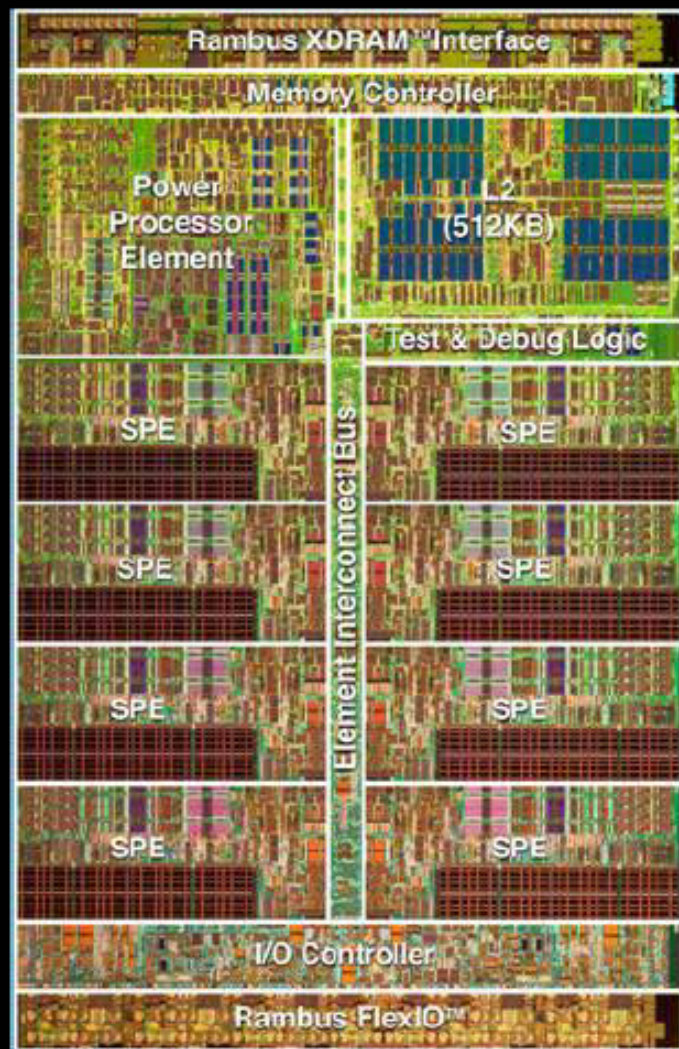 Rambus XDRAM™ Interface
Memory Controller
Power
Processor
Element
L2
(512KB)
Test & Debug Logic
SPE
SPE
Element Interconnect Bus
SPE
SPE
SPE
SPE
SPE
SPE
I/O Controller
Rambus FlexIO™